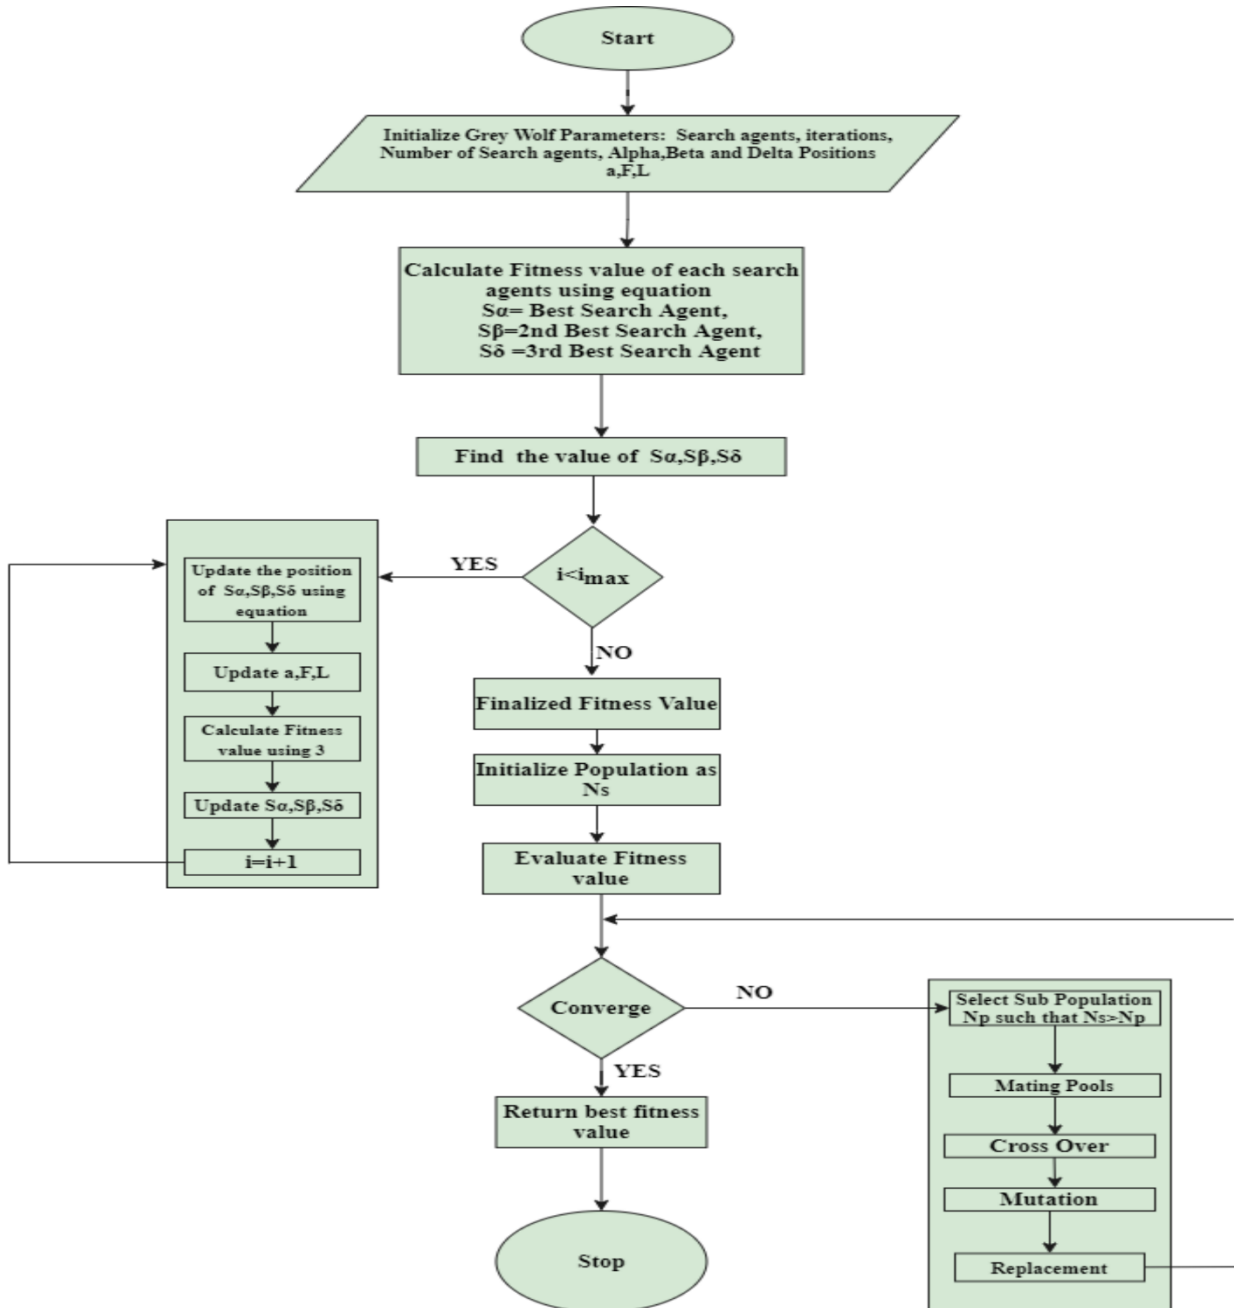 Start
Initialize Grey Wolf Parameters: Search agents, iterations,
Number of Search agents, Alpha,Beta and Delta Positions
a,F,L
Calculate Fitness value of each search
agents using equation
Sα= Best Search Agent,
Sβ=2nd Best Search Agent,
Sδ =3rd Best Search Agent
Find the value of Sα,Sβ,Sδ
i<imax
YES
Update the position
of Sα,Sβ,Sδ using
equation
Update a,F,L
Calculate Fitness
value using 3
Update Sα,Sβ,Sδ
i=i+1
NO
Finalized Fitness Value
Initialize Population as
Ns
Evaluate Fitness
value
Converge
NO
Select Sub Population
Np such that Ns>Np
Mating Pools
Cross Over
Mutation
Replacement
YES
Return best fitness
value
Stop